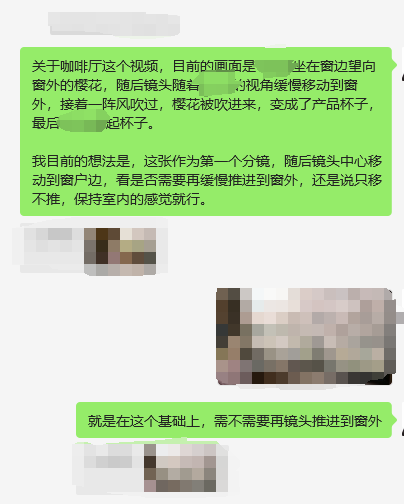 关于咖啡厅这个视频，目前的画面是
坐在窗边望向
窗外的樱花，随后镜头随着
的视角缓慢移动到窗
外，接着一阵风吹过，樱花被吹进来，变成了产品杯子，
最后
起杯子。
我目前的想法是，这张作为第一个分镜，随后镜头中心移
动到窗户边，看是否需要再缓慢推进到窗外，还是说只移
不推，保持室内的感觉就行。
就是在这个基础上，需不需要再镜头推进到窗外